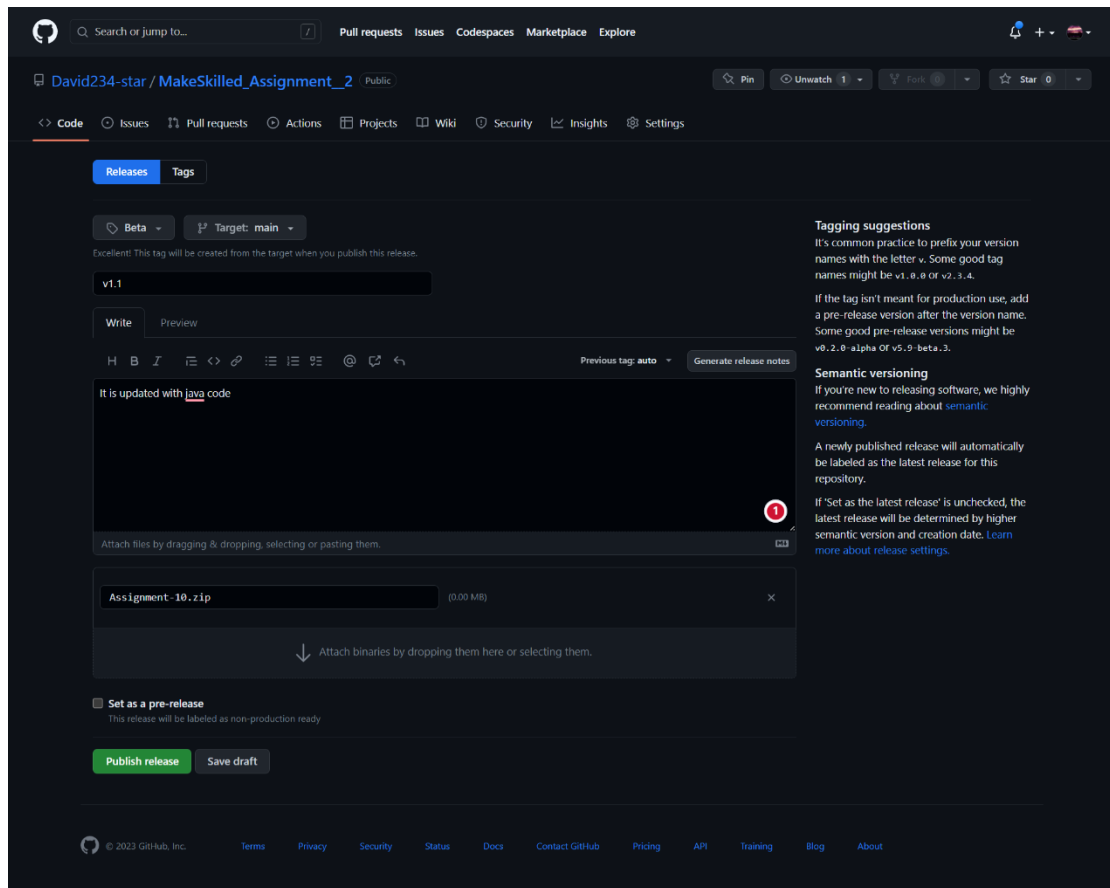 Search or jump to... / Pull requests Issues Codespaces Marketplace Explore
David234-star / MakeSkilled_Assignment__2 Public Pin Unwatch 1 Fork 0 Star 0
Code Issues Pull requests Actions Projects Wiki Security Insights Settings
Releases Tags
Beta Target: main
Excellent! This tag will be created from the target when you publish this release.
v1.1
Write Preview
H B I Previous tag: auto Generate release notes
It is updated with java code
1
Attach files by dragging & dropping, selecting or pasting them.
Assignment-10.zip (0.00 MB)
Attach binaries by dropping them here or selecting them.
Set as a pre-release
This release will be labeled as non-production ready
Publish release Save draft
Tagging suggestions
It's common practice to prefix your version
names with the letter v. Some good tag
names might be v1.0.0 or v2.3.4.
If the tag isn't meant for production use, add
a pre-release version after the version name.
Some good pre-release versions might be
v0.2.0-alpha or v5.9-beta.3.
Semantic versioning
If you're new to releasing software, we highly
recommend reading about semantic
versioning.
A newly published release will automatically
be labeled as the latest release for this
repository.
If 'Set as the latest release' is unchecked, the
latest release will be determined by higher
semantic version and creation date. Learn
more about release settings.
© 2023 GitHub, Inc. Terms Privacy Security Status Docs Contact GitHub Pricing API Training Blog About